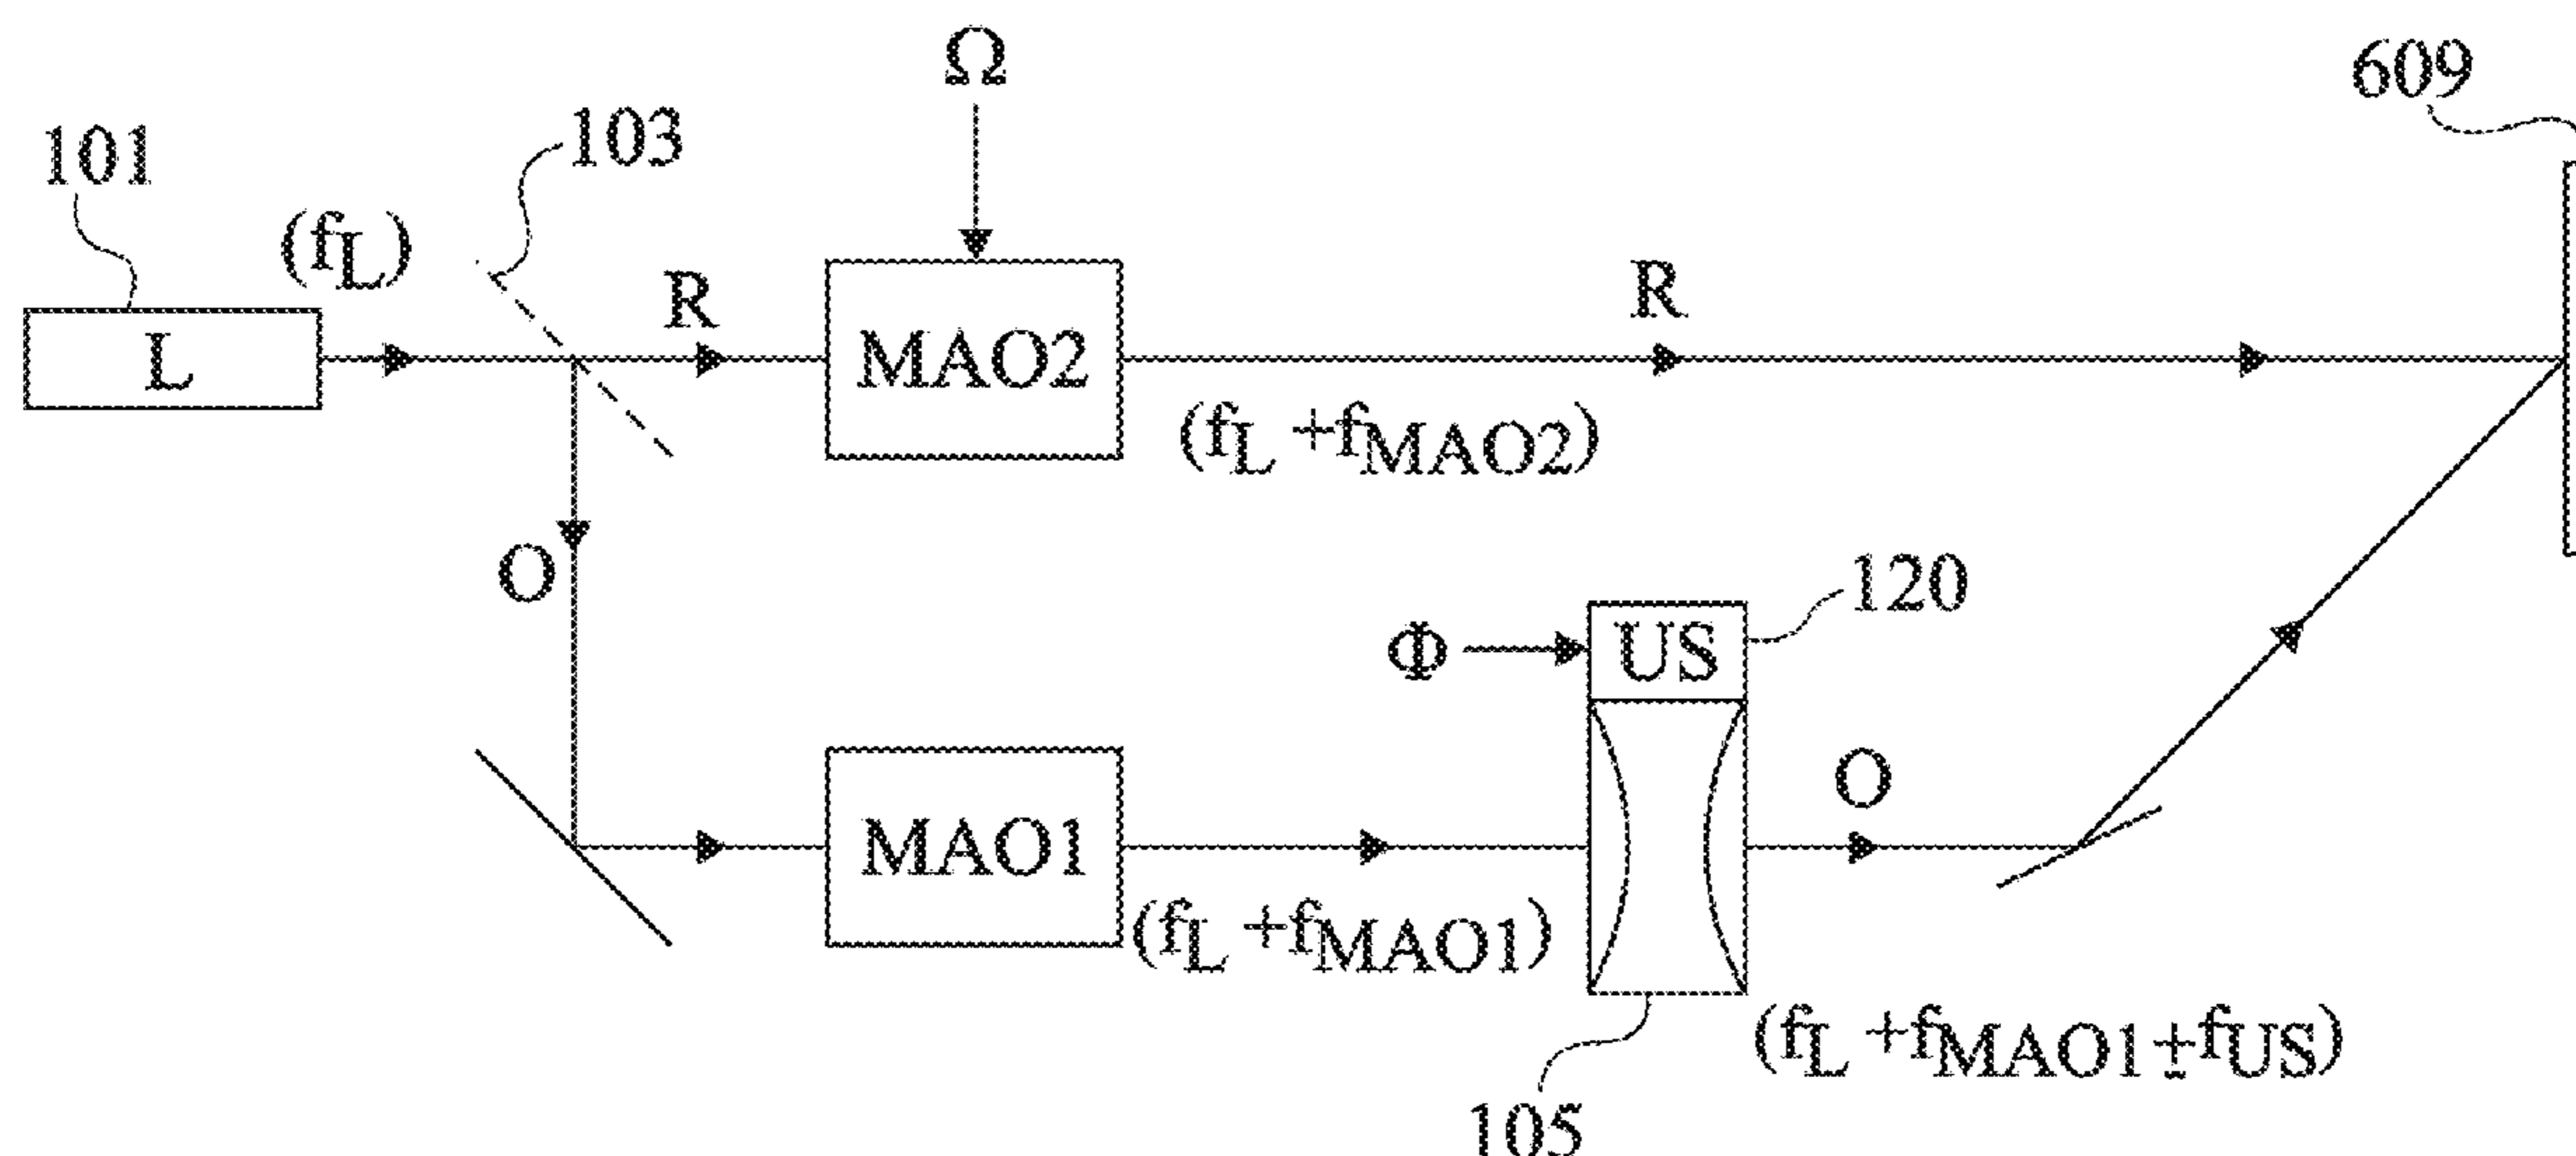 Ω
609
101
103
(fL)
R
R
L
MAO2
(fL +fMAO2)
O
120
Φ
US
O
MAO1
(fL +fMAO1)
(fL +fMAO1±fUS)
105